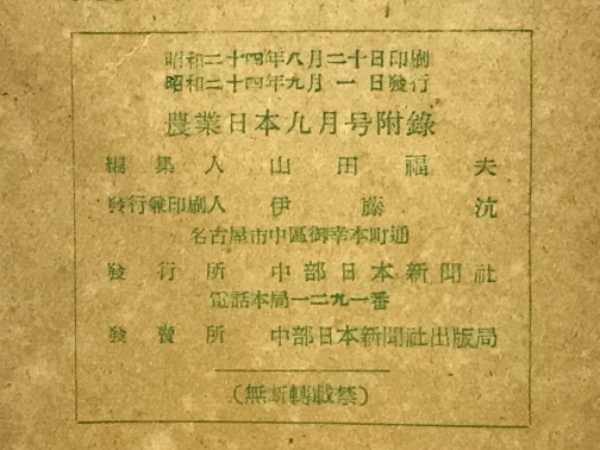 昭和二十四年八月二十日印刷
昭和二十四年九月一日發行
農業日本九月号附錄
編集人 山田福夫
發行兼印刷人 伊藤沆
名古屋市中區御幸本町通
發行所 中部日本新聞社
電話本局一二九一番
發賣所 中部日本新聞社出版局
(無断轉載禁)